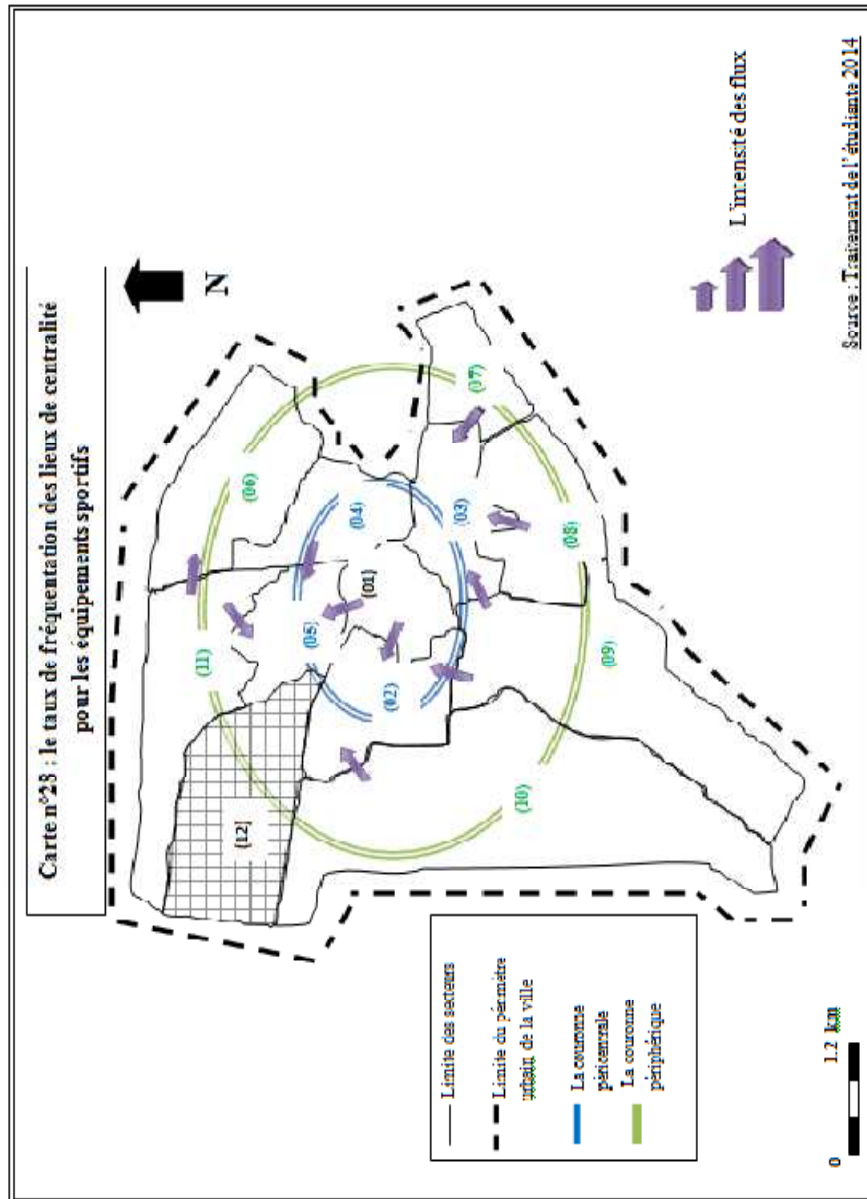 Carte n°28 : le taux de fréquentation des lieux de centralité
pour les équipements sportifs
N
(11)
(06)
[12]
(05)
(04)
[01]
(02)
(03)
(07)
(10)
(09)
(08)
Limite des secteurs
Limite du périmètre
urbain de la ville
La couronne
péricentrale
La couronne
périphérique
L'intensité des flux
0
1.2 km
Source : Traitement de l'étudiante 2014